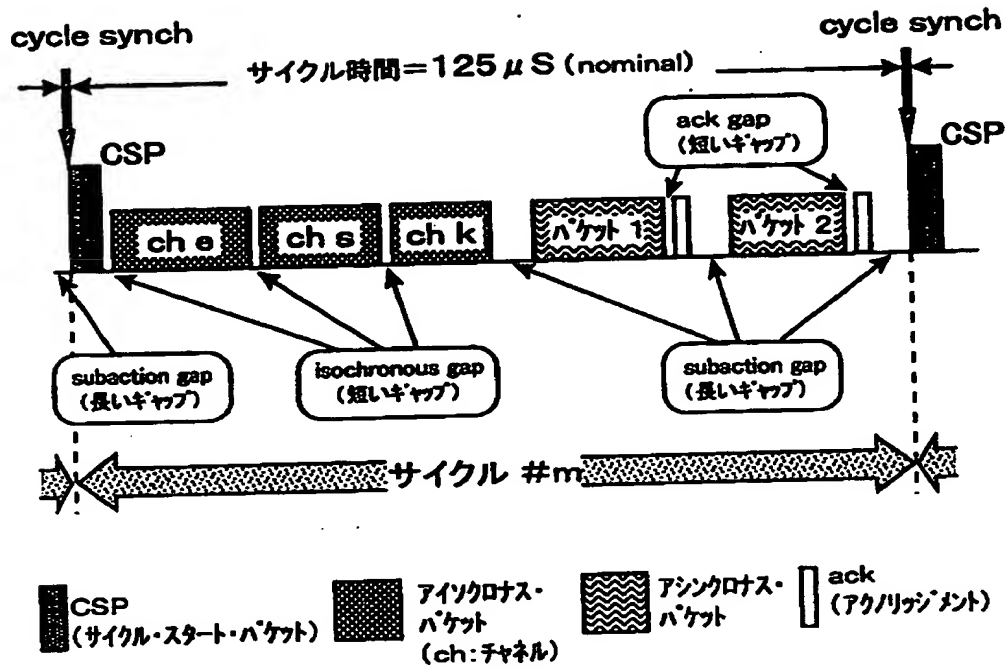 cycle synch
cycle synch
サイクル時間=125μS (nominal)
CSP
ack gap
(短いギャップ)
CSP
ch e
ch s
ch k
パケット 1
パケット 2
subaction gap
(長いギャップ)
isochronous gap
(短いギャップ)
subaction gap
(長いギャップ)
サイクル #m
CSP
(サイクル・スタート・パケット)
アイソクロナス・
パケット
(ch:チャネル)
アシンクロナス・
パケット
ack
(アクノリッジメント)